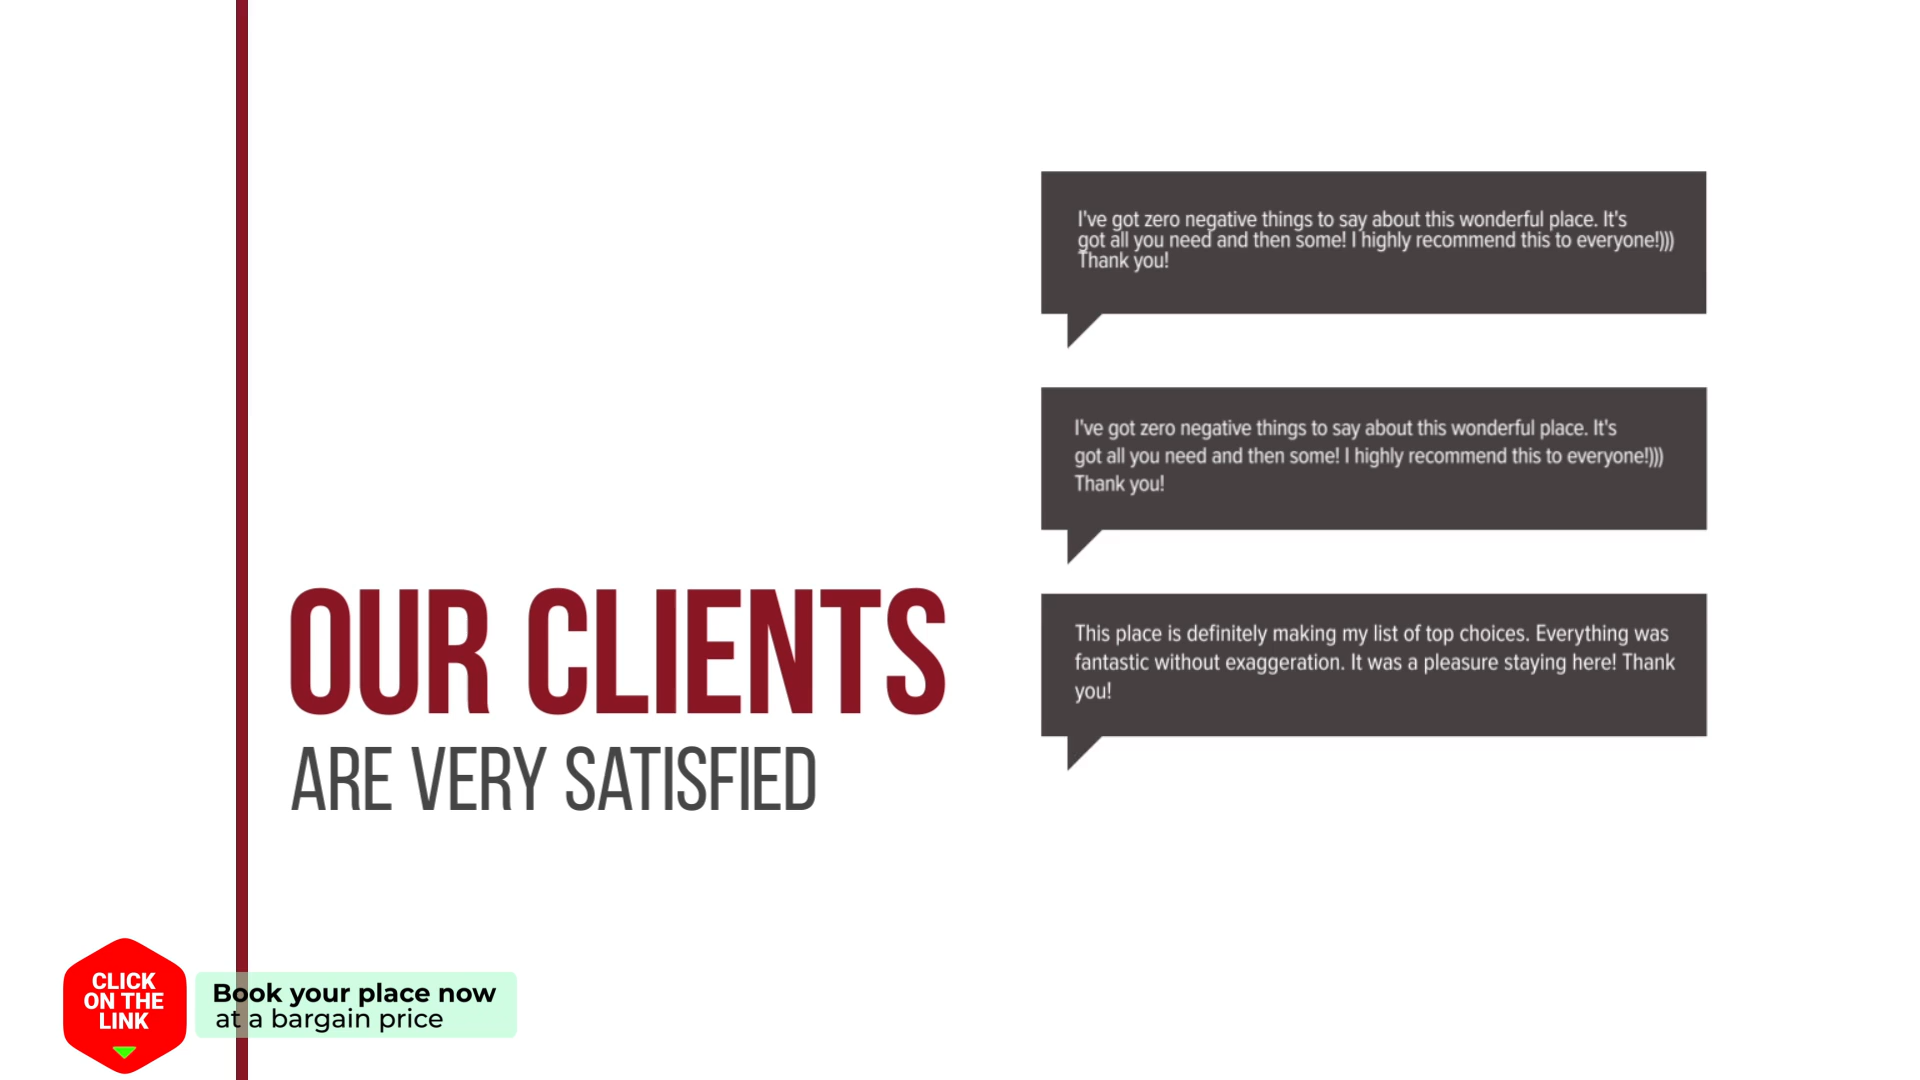 I've got zero negative things to say about this wonderful place. It's
got all you need and then some! I highly recommend this to everyone!)))
Thank you!
I've got zero negative things to say about this wonderful place. It's
got all you need and then some! I highly recommend this to everyone!)))
Thank you!
This place is definitely making my list of top choices. Everything was
fantastic without exaggeration. It was a pleasure staying here! Thank
you!
OUR CLIENTS
ARE VERY SATISFIED
CLICK
ON THE
LINK
Book your place now
at a bargain price